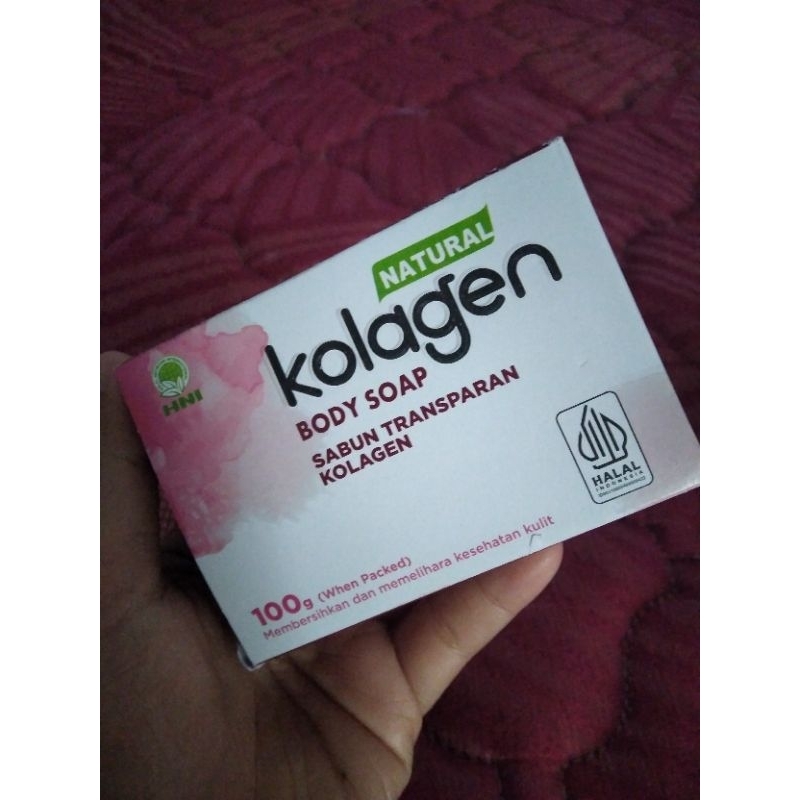 NATURAL
kolagen
HNI
BODY SOAP
SABUN TRANSPARAN
KOLAGEN
HALAL
INDONESIA
100g (When Packed)
Membersihkan dan memelihara kesehatan kulit